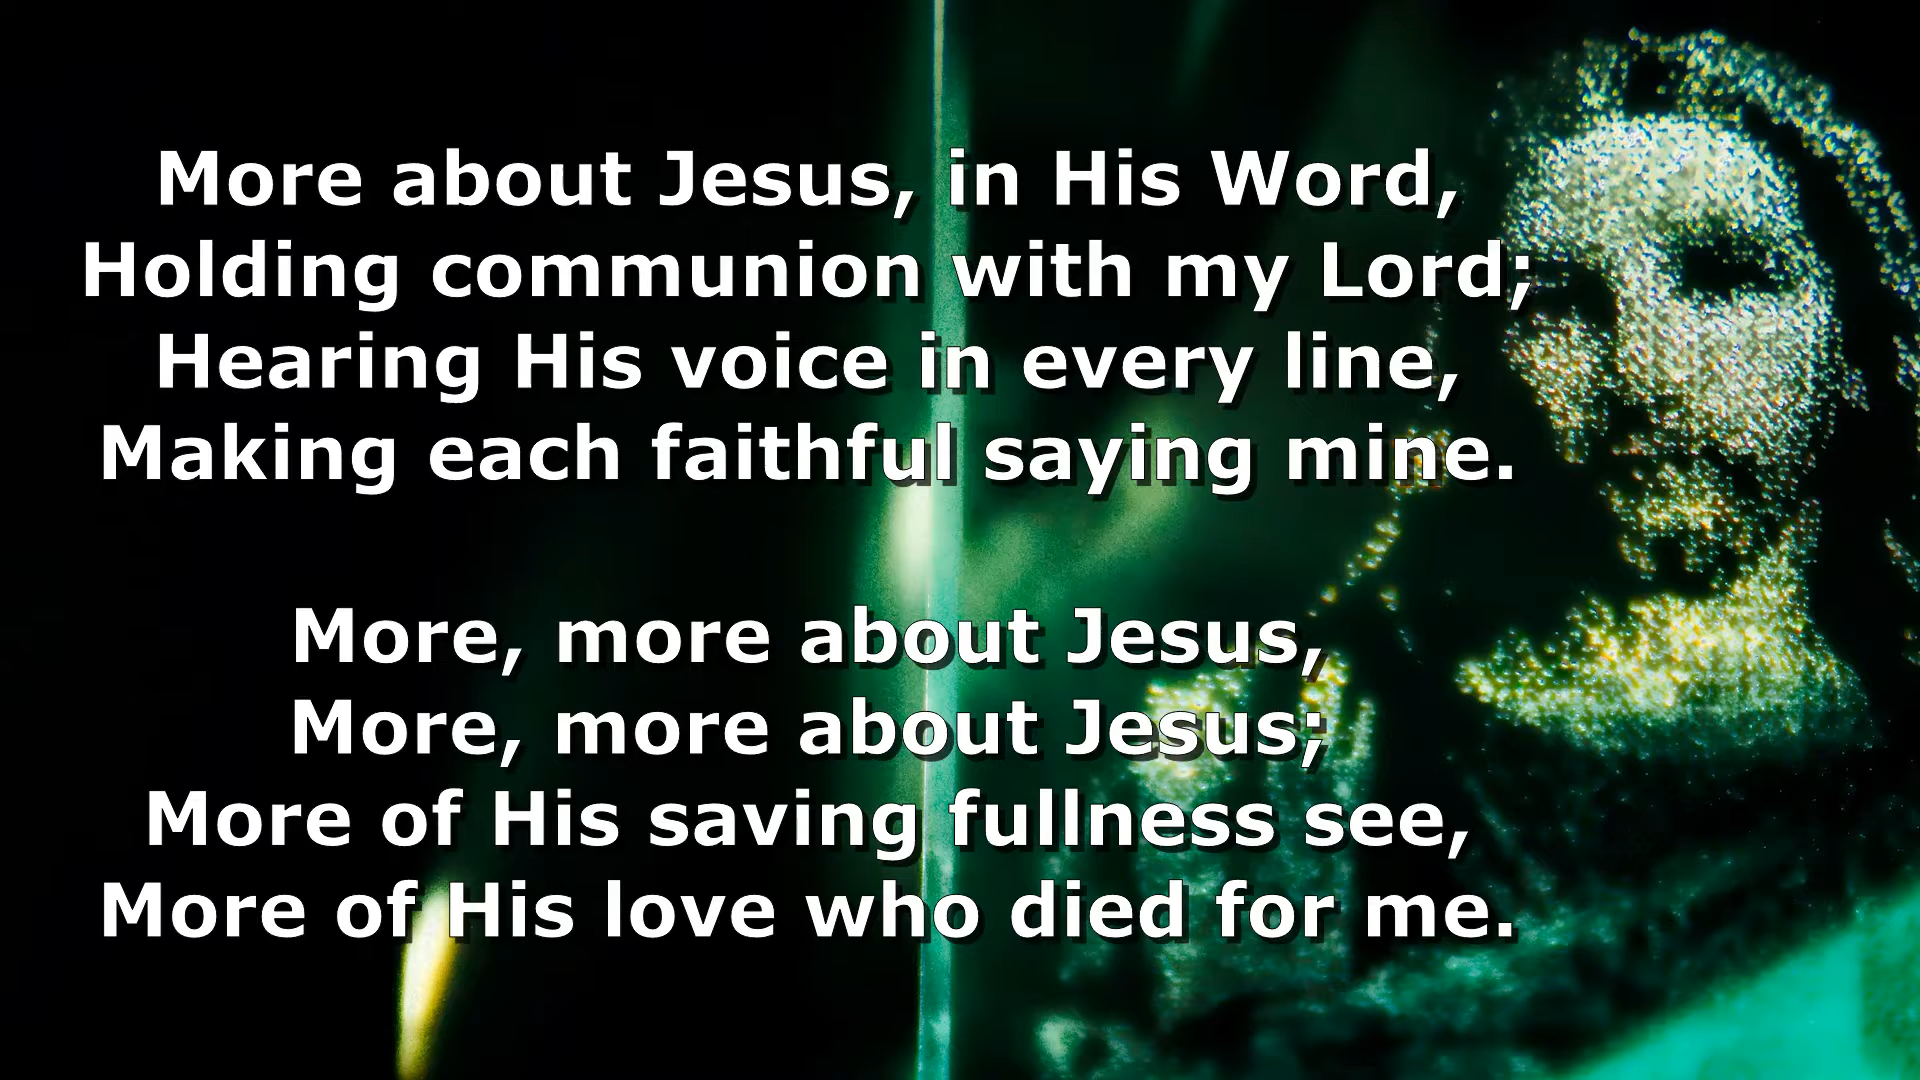 More about Jesus, in His Word,
Holding communion with my Lord;
Hearing His voice in every line,
Making each faithful saying mine.
More, more about Jesus,
More, more about Jesus;
More of His saving fullness see,
More of His love who died for me.